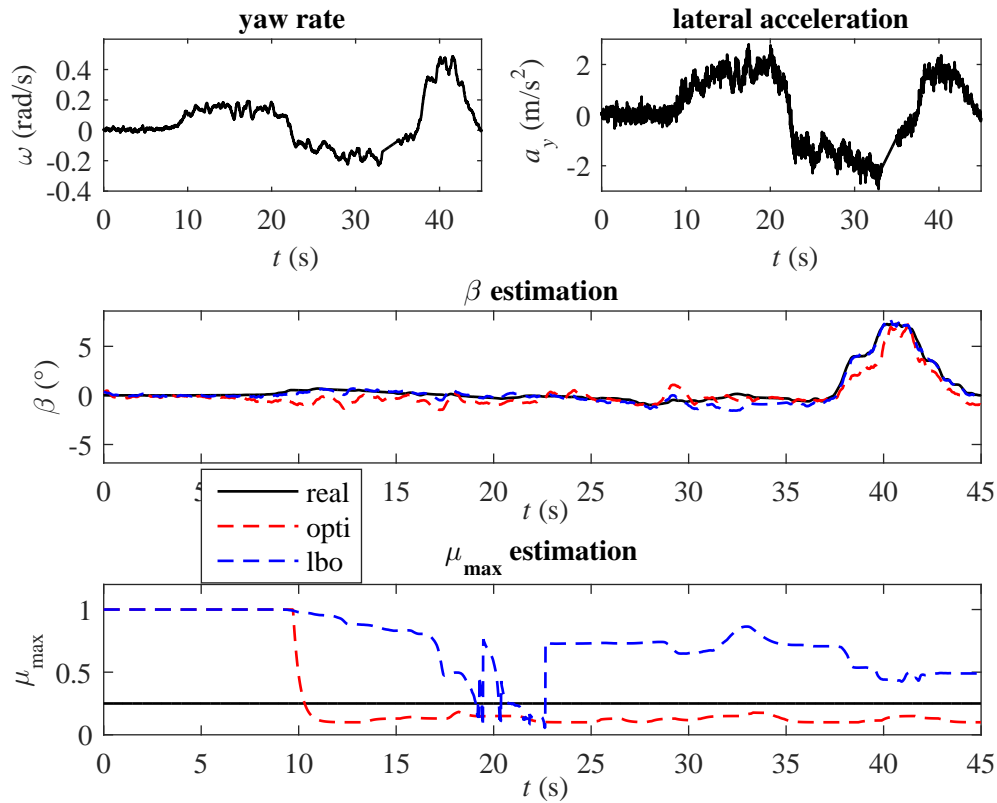 yaw rate
ω (rad/s)
0.4
0.2
0
-0.2
-0.4
0 10 20 30 40
t (s)
lateral acceleration
a_y (m/s²)
2
0
-2
0 10 20 30 40
t (s)
β estimation
β (°)
5
0
-5
0 5 15 20 25 30 35 40 45
t (s)
real
opti
lbo
μ_max estimation
μ_max
1
0.5
0
0 5 10 15 20 25 30 35 40 45
t (s)